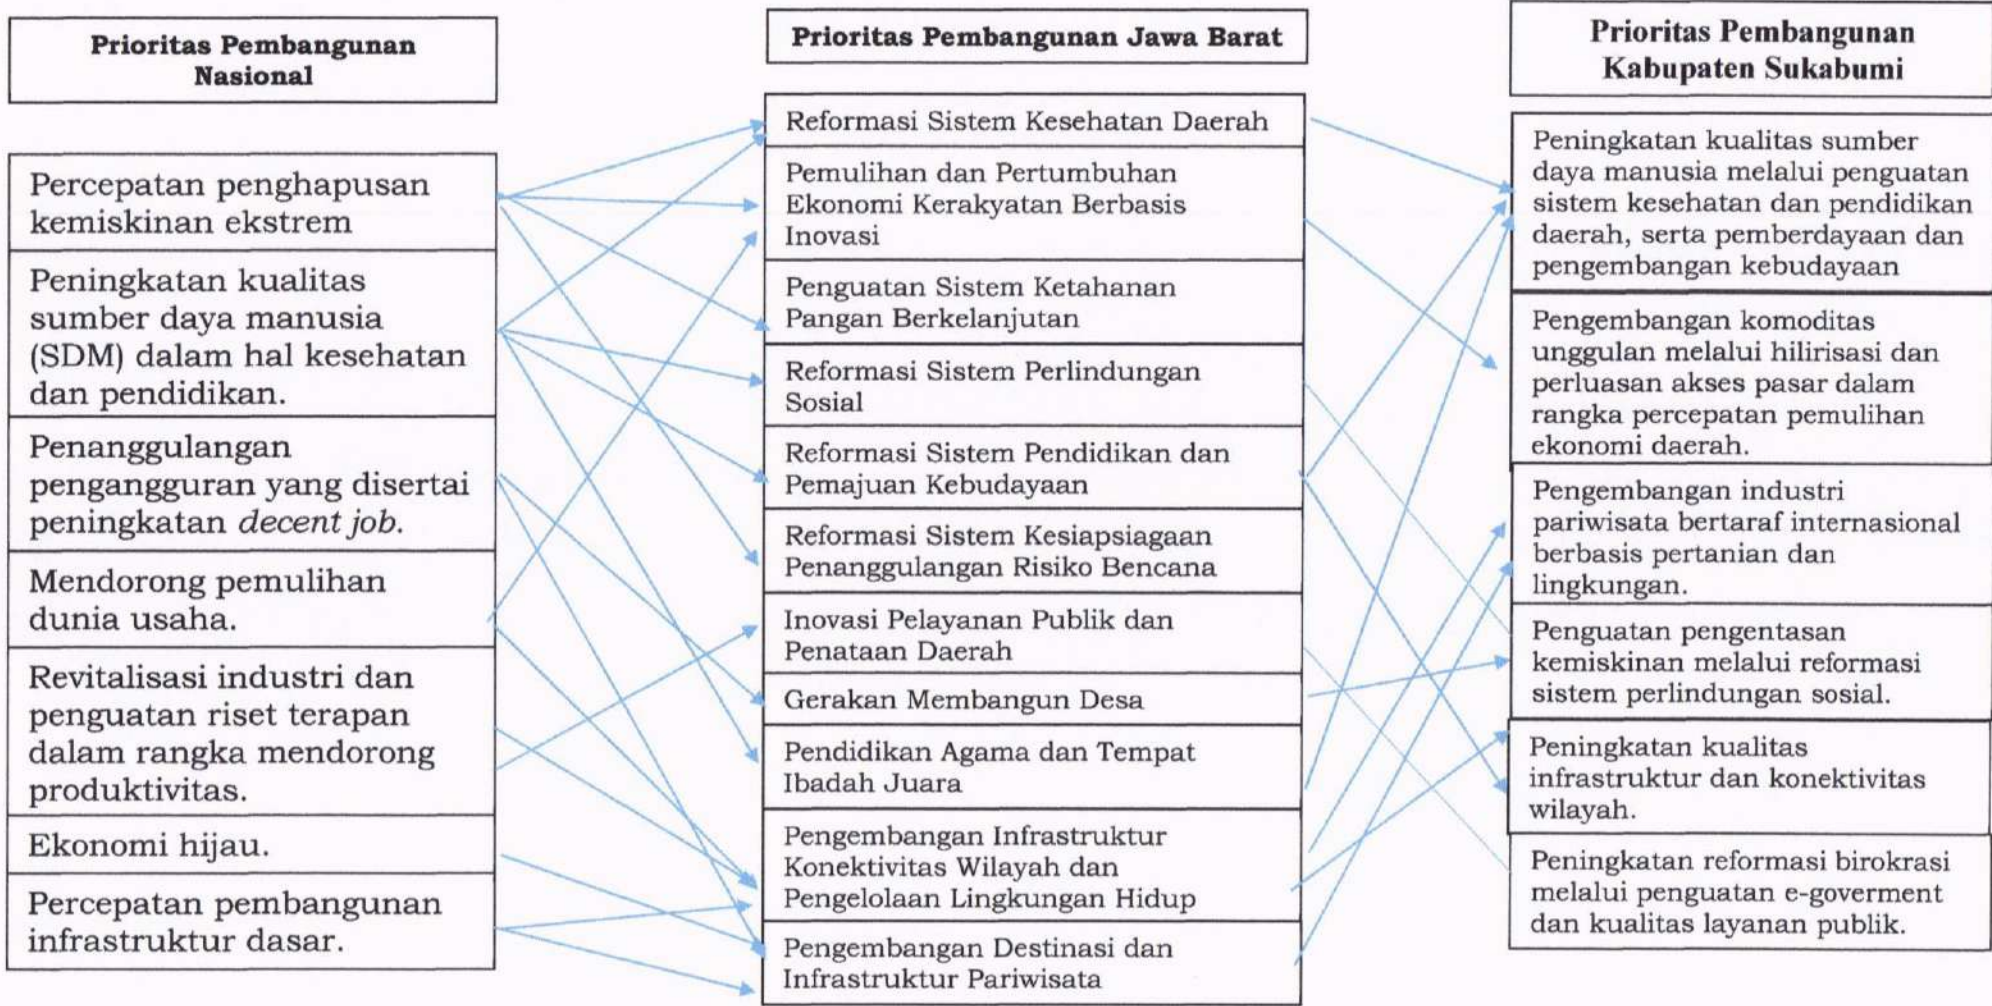 Prioritas Pembangunan
Nasional
Percepatan penghapusan
kemiskinan ekstrem
Peningkatan kualitas
sumber daya manusia
(SDM) dalam hal kesehatan
dan pendidikan.
Penanggulangan
pengangguran yang disertai
peningkatan decent job.
Mendorong pemulihan
dunia usaha.
Revitalisasi industri dan
penguatan riset terapan
dalam rangka mendorong
produktivitas.
Ekonomi hijau.
Percepatan pembangunan
infrastruktur dasar.
Prioritas Pembangunan Jawa Barat
Reformasi Sistem Kesehatan Daerah
Pemulihan dan Pertumbuhan
Ekonomi Kerakyatan Berbasis
Inovasi
Penguatan Sistem Ketahanan
Pangan Berkelanjutan
Reformasi Sistem Perlindungan
Sosial
Reformasi Sistem Pendidikan dan
Pemajuan Kebudayaan
Reformasi Sistem Kesiapsiagaan
Penanggulangan Risiko Bencana
Inovasi Pelayanan Publik dan
Penataan Daerah
Gerakan Membangun Desa
Pendidikan Agama dan Tempat
Ibadah Juara
Pengembangan Infrastruktur
Konektivitas Wilayah dan
Pengelolaan Lingkungan Hidup
Pengembangan Destinasi dan
Infrastruktur Pariwisata
Prioritas Pembangunan
Kabupaten Sukabumi
Peningkatan kualitas sumber
daya manusia melalui penguatan
sistem kesehatan dan pendidikan
daerah, serta pemberdayaan dan
pengembangan kebudayaan
Pengembangan komoditas
unggulan melalui hilirisasi dan
perluasan akses pasar dalam
rangka percepatan pemulihan
ekonomi daerah.
Pengembangan industri
pariwisata bertaraf internasional
berbasis pertanian dan
lingkungan.
Penguatan pengentasan
kemiskinan melalui reformasi
sistem perlindungan sosial.
Peningkatan kualitas
infrastruktur dan konektivitas
wilayah.
Peningkatan reformasi birokrasi
melalui penguatan e-goverment
dan kualitas layanan publik.